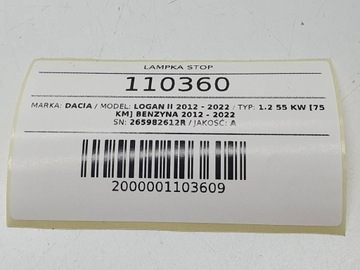 LAMPKA STOP
110360
MARKA: DACIA / MODEL: LOGAN II 2012 - 2022 / TYP: 1.2 55 KW [75
KM] BENZYNA 2012 - 2022
SN: 265982612R / JAKOŚĆ: A
2000001103609